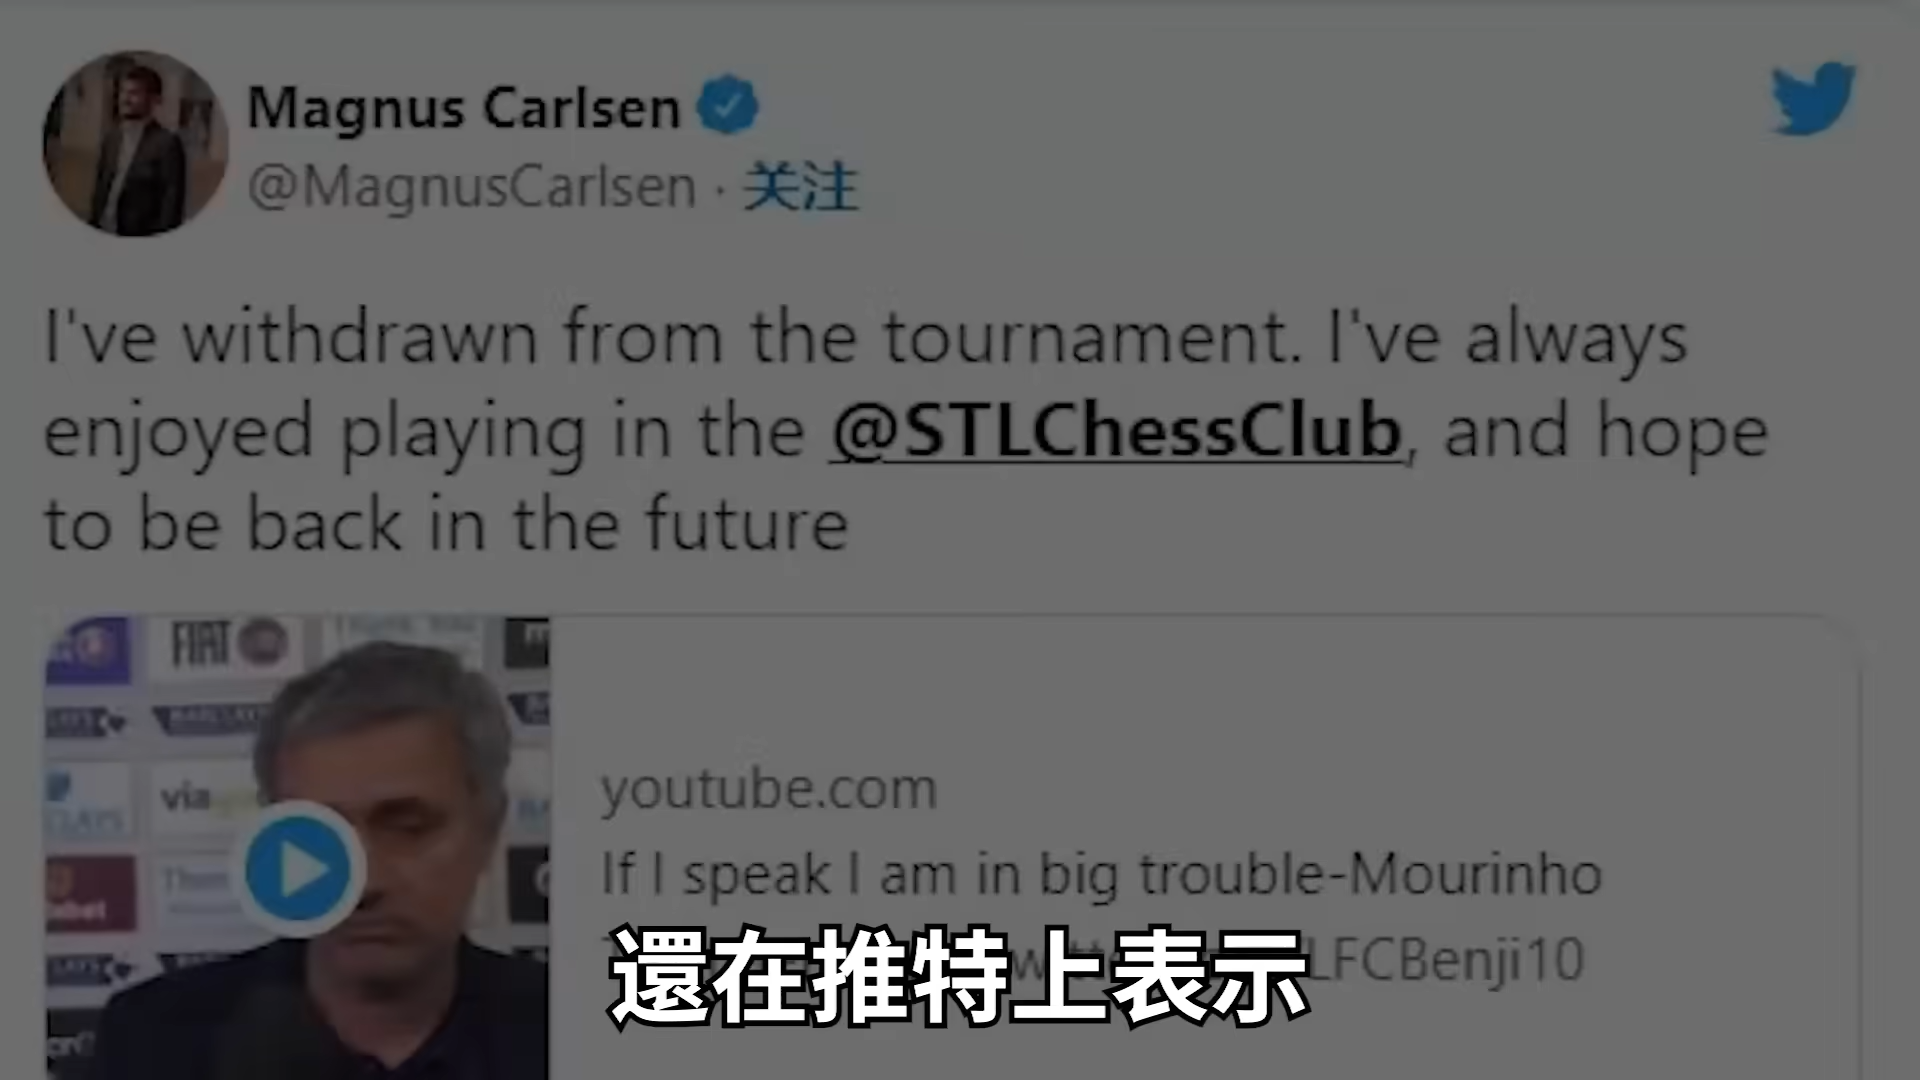 Magnus Carlsen
@MagnusCarlsen · 关注
I've withdrawn from the tournament. I've always
enjoyed playing in the @STLChessClub, and hope
to be back in the future
FIAT
youtube.com
If I speak I am in big trouble-Mourinho
LFCBenji10
還在推特上表示